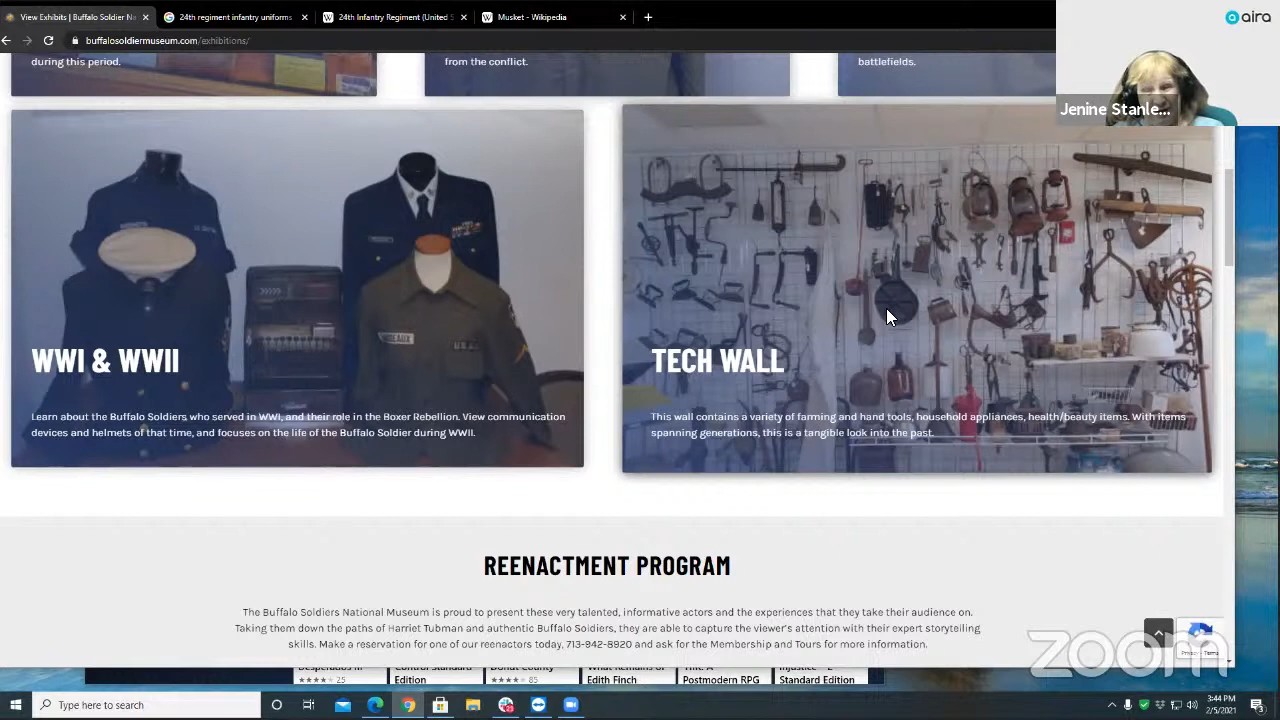 View Exhibits | Buffalo Soldier Na
24th regiment infantry uniforms
24th Infantry Regiment (United S
Musket - Wikipedia
buffalosoldiermuseum.com/exhibitions/
aira
Jenine Stanle...
during this period.
from the conflict.
battlefields.
WWI & WWII
Learn about the Buffalo Soldiers who served in WWI, and their role in the Boxer Rebellion. View communication
devices and helmets of that time, and focuses on the life of the Buffalo Soldier during WWII.
TECH WALL
This wall contains a variety of farming and hand tools, household appliances, health/beauty items. With items
spanning generations, this is a tangible look into the past.
REENACTMENT PROGRAM
The Buffalo Soldiers National Museum is proud to present these very talented, informative actors and the experiences that they take their audience on.
Taking them down the paths of Harriet Tubman and authentic Buffalo Soldiers, they are able to capture the viewer's attention with their expert storytelling
skills. Make a reservation for one of our reenactors today, 713-942-8920 and ask for the Membership and Tours for more information.
Privacy - Terms
zoom
Edition
★★★★ 25
Control Standard
Edition
★★★★ 85
What Remains of
Edith Finch
Postmodern RPG
Injustice™ 2
Standard Edition
Type here to search
3:44 PM
2/5/2021